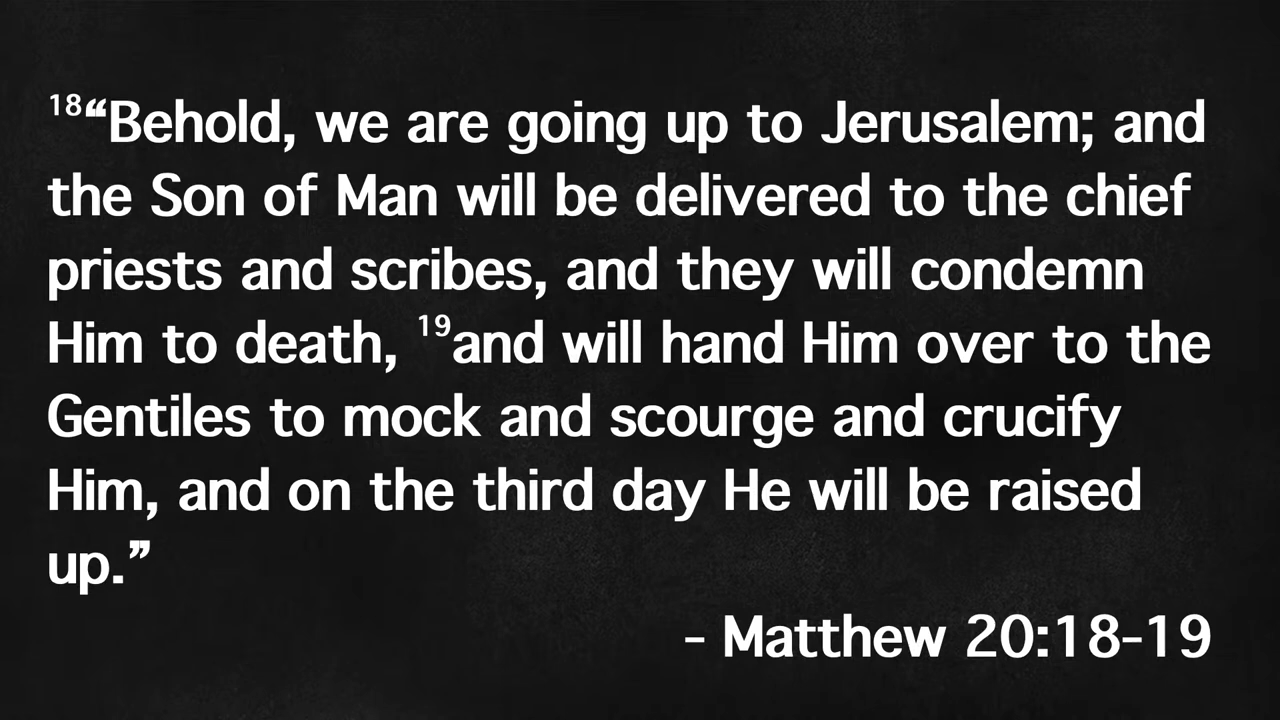 18“Behold, we are going up to Jerusalem; and
the Son of Man will be delivered to the chief
priests and scribes, and they will condemn
Him to death, 19and will hand Him over to the
Gentiles to mock and scourge and crucify
Him, and on the third day He will be raised
up.”
– Matthew 20:18–19